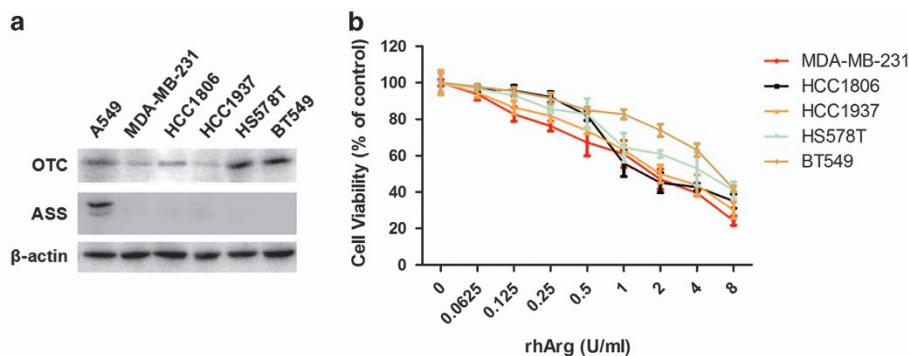 a
A549
MDA-MB-231
HCC1806
HCC1937
HS578T
BT549
OTC
ASS
β-actin
b
Cell Viability (% of control)
120
100
80
60
40
20
0
0
0.0625
0.125
0.25
0.5
1
2
4
8
rhArg (U/ml)
MDA-MB-231
HCC1806
HCC1937
HS578T
BT549